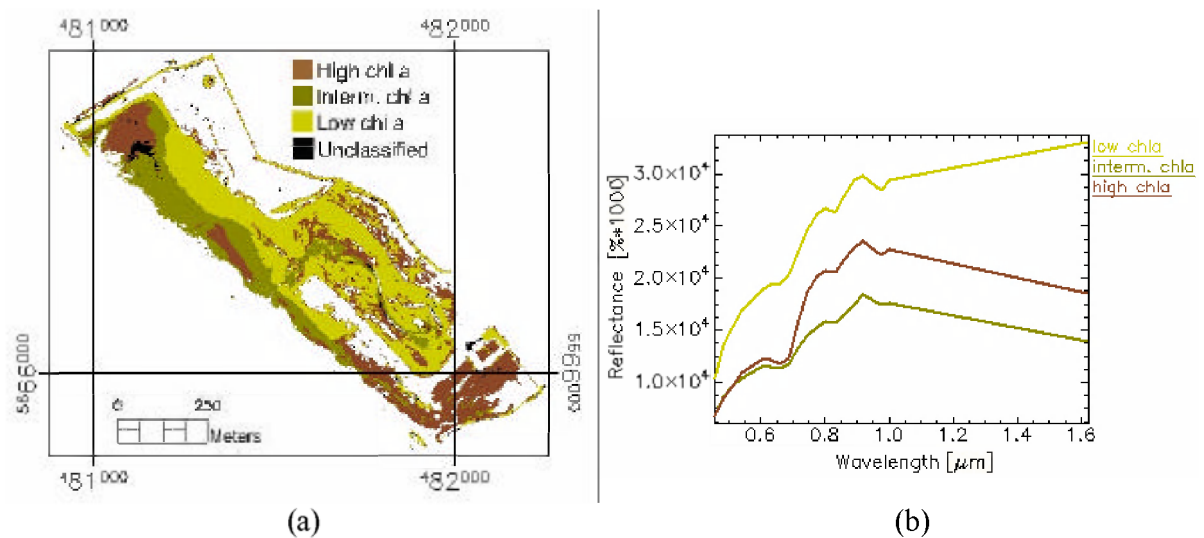 481000 482000
High chl a
Interm. chl a
Low chl a
Unclassified
5566000 5566000
0 250
Meters
481000 482000
(a)
low chla
interm. chla
high chla
3.0×10⁴
2.5×10⁴
2.0×10⁴
1.5×10⁴
1.0×10⁴
Reflectance [%*1000]
0.6 0.8 1.0 1.2 1.4 1.6
Wavelength [μm]
(b)